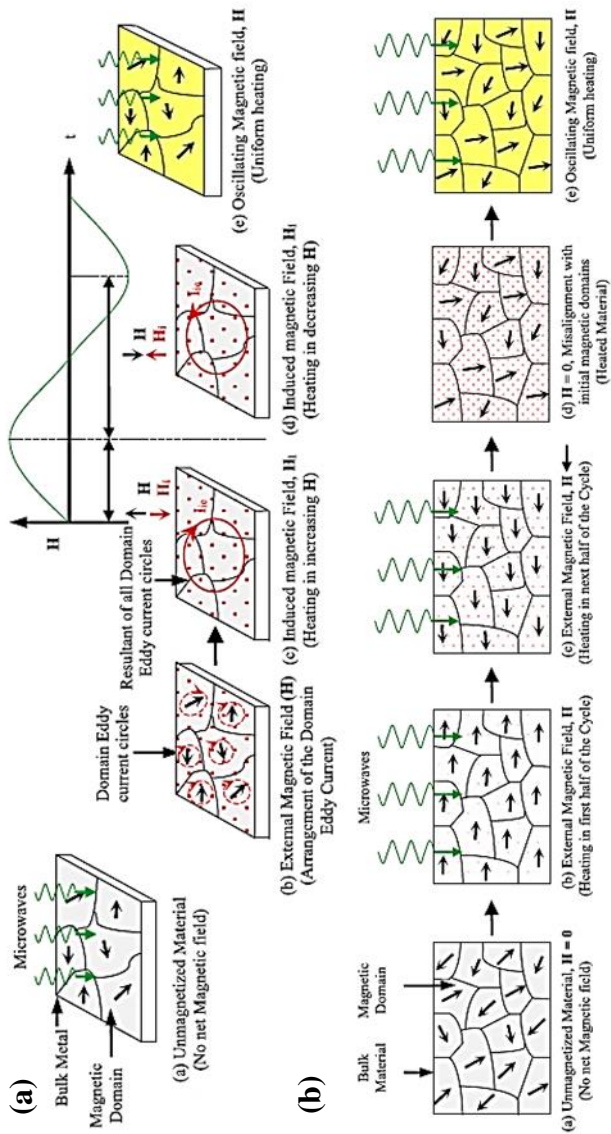 (a)
Microwaves
Bulk Metal
Magnetic
Domain
(a) Unmagnetized Material
(No net Magnetic field)
Domain Eddy
current circles
(b) External Magnetic Field (H)
(Arrangement of the Domain
Eddy Current)
Resultant of all Domain
Eddy current circles
H
t
H
Hᵢ
(c) Induced magnetic Field, Hᵢ
(Heating in increasing H)
H
Hᵢ
(d) Induced magnetic Field, Hᵢ
(Heating in decreasing H)
(e) Oscillating Magnetic field, H
(Uniform heating)
(b)
Bulk
Material
Magnetic
Domain
(a) Unmagnetized Material, H = 0
(No net Magnetic field)
Microwaves
(b) External Magnetic Field, H
(Heating in first half of the Cycle)
(c) External Magnetic Field, H
(Heating in next half of the Cycle)
(d) H = 0, Misalignment with
initial magnetic domains
(Heated Material)
(e) Oscillating Magnetic field, H
(Uniform heating)